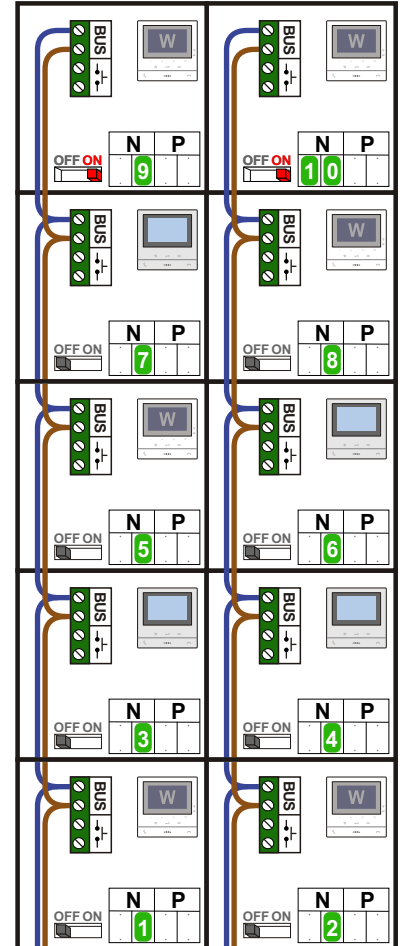 BUS W BUS W
N P N P
OFF ON 9 OFF ON 1 0
BUS BUS W
N P N P
OFF ON 7 OFF ON 8
BUS W BUS
N P N P
OFF ON 5 OFF ON 6
BUS BUS
N P N P
OFF ON 3 OFF ON 4
BUS W BUS W
N P N P
OFF ON 1 OFF ON 2